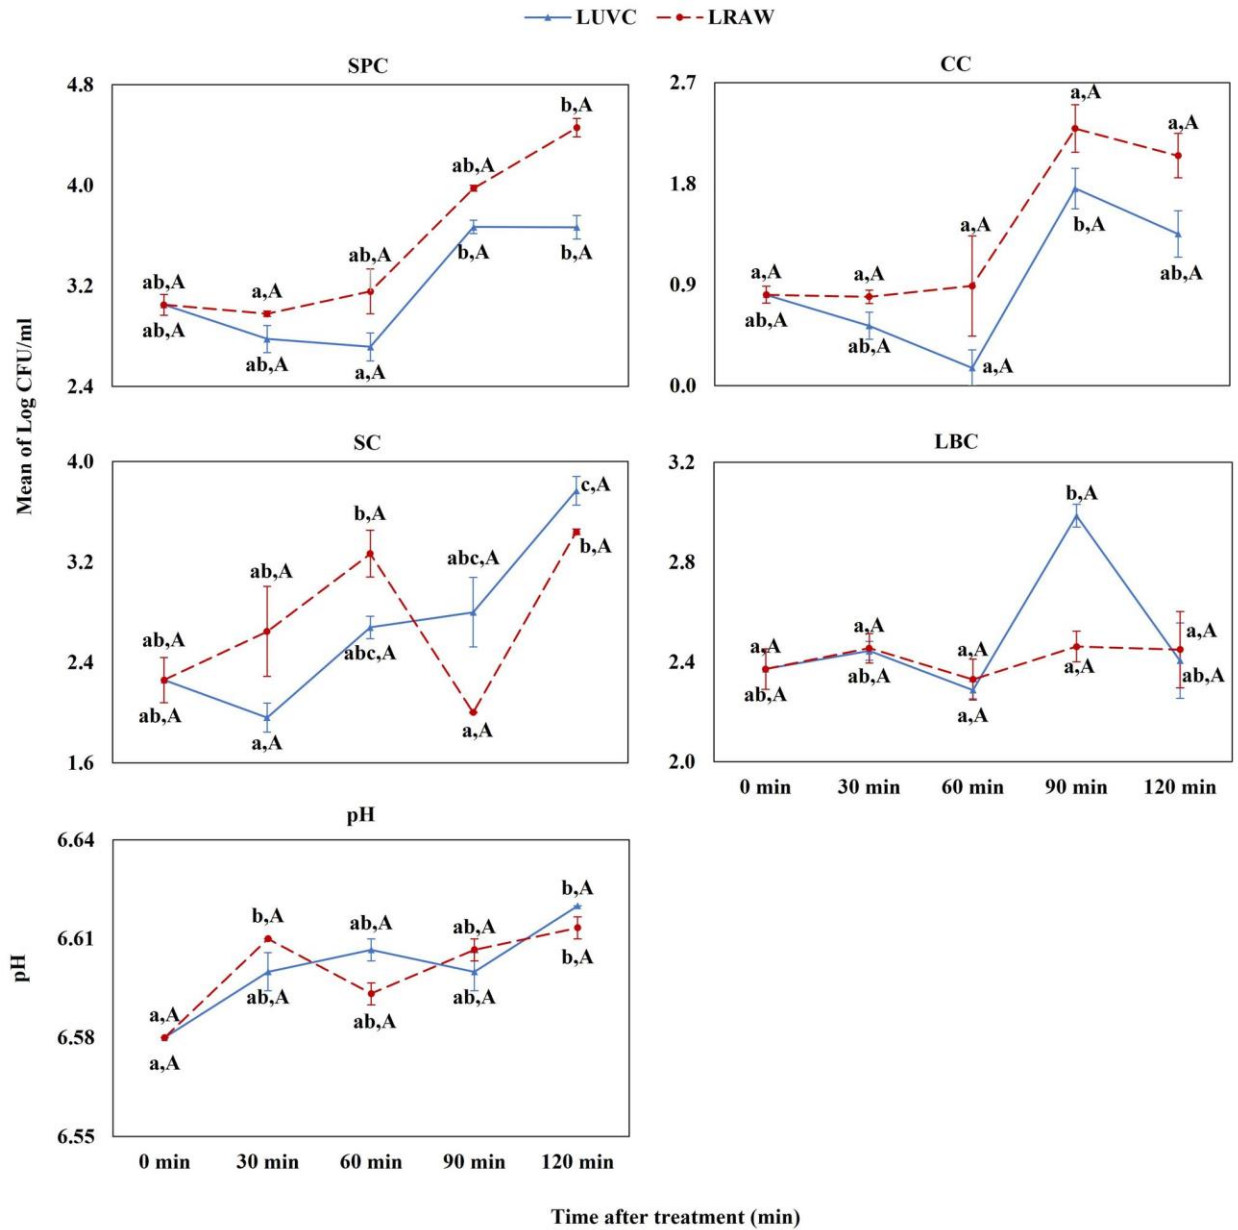 LUVC LRAW
SPC
4.8
4.0
3.2
2.4
ab,A
a,A
ab,A
ab,A
b,A
ab,A
ab,A
a,A
b,A
b,A
CC
2.7
1.8
0.9
0.0
a,A
a,A
a,A
a,A
a,A
ab,A
ab,A
a,A
b,A
ab,A
Mean of Log CFU/ml
SC
4.0
3.2
2.4
1.6
ab,A
ab,A
b,A
abc,A
c,A
ab,A
a,A
abc,A
a,A
b,A
LBC
3.2
2.8
2.4
2.0
a,A
a,A
a,A
b,A
a,A
ab,A
ab,A
a,A
a,A
ab,A
0 min 30 min 60 min 90 min 120 min
pH
pH
6.64
6.61
6.58
6.55
a,A
b,A
ab,A
ab,A
b,A
a,A
ab,A
ab,A
ab,A
b,A
0 min 30 min 60 min 90 min 120 min
Time after treatment (min)